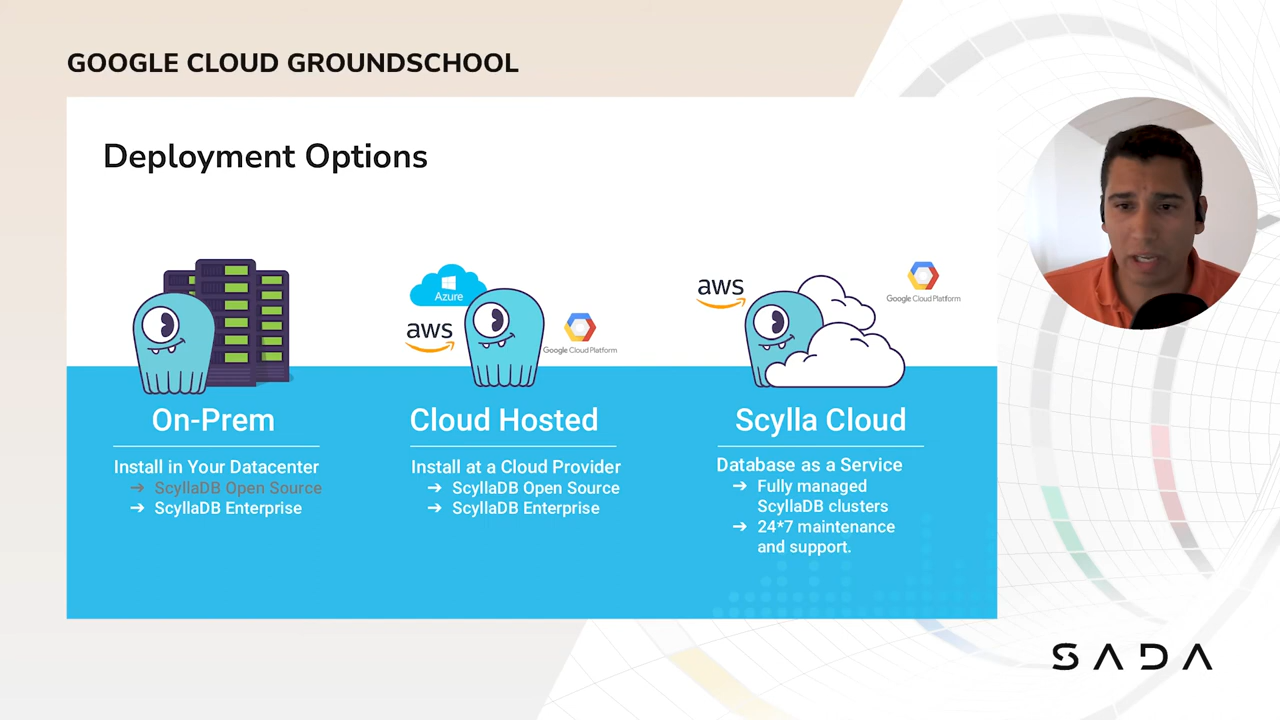 GOOGLE CLOUD GROUNDSCHOOL
Deployment Options
Azure
aws
Google Cloud Platform
aws
Google Cloud Platform
On-Prem
Install in Your Datacenter
➔ ScyllaDB Open Source
➔ ScyllaDB Enterprise
Cloud Hosted
Install at a Cloud Provider
➔ ScyllaDB Open Source
➔ ScyllaDB Enterprise
Scylla Cloud
Database as a Service
➔ Fully managed
ScyllaDB clusters
➔ 24*7 maintenance
and support.
SADA